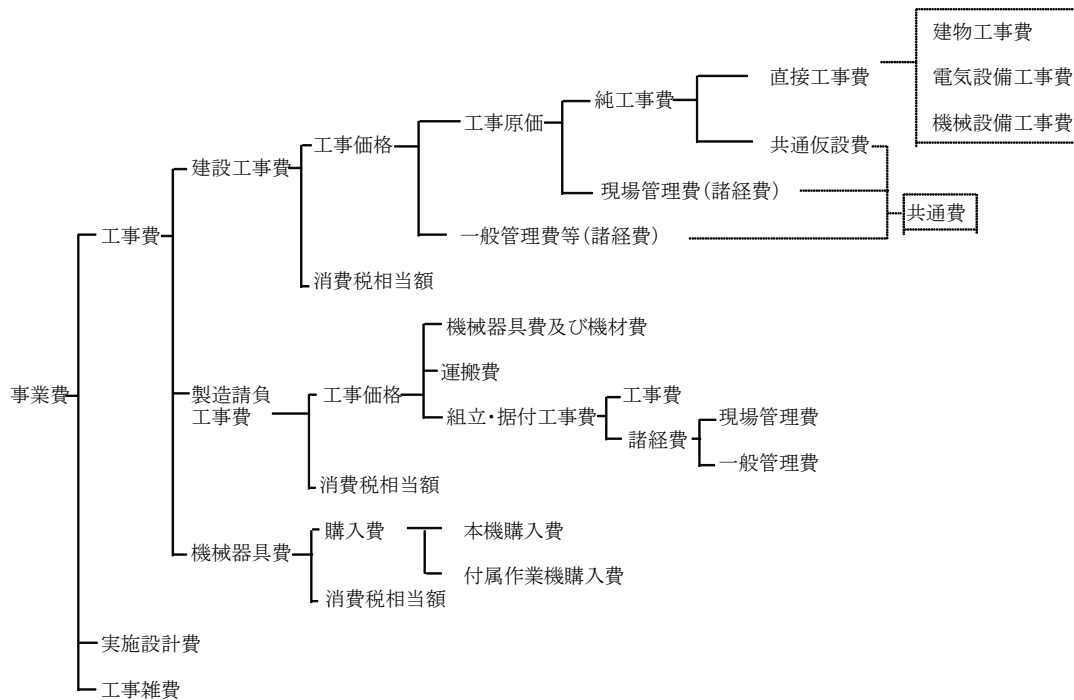 建物工事費
直接工事費
電気設備工事費
純工事費
機械設備工事費
工事原価
工事価格
共通仮設費
建設工事費
現場管理費(諸経費)
共通費
工事費
一般管理費等(諸経費)
消費税相当額
機械器具費及び機材費
運搬費
事業費
製造請負
工事費
工事価格
工事費
組立・据付工事費
現場管理費
諸経費
一般管理費
消費税相当額
購入費
本機購入費
機械器具費
付属作業機購入費
消費税相当額
実施設計費
工事雑費